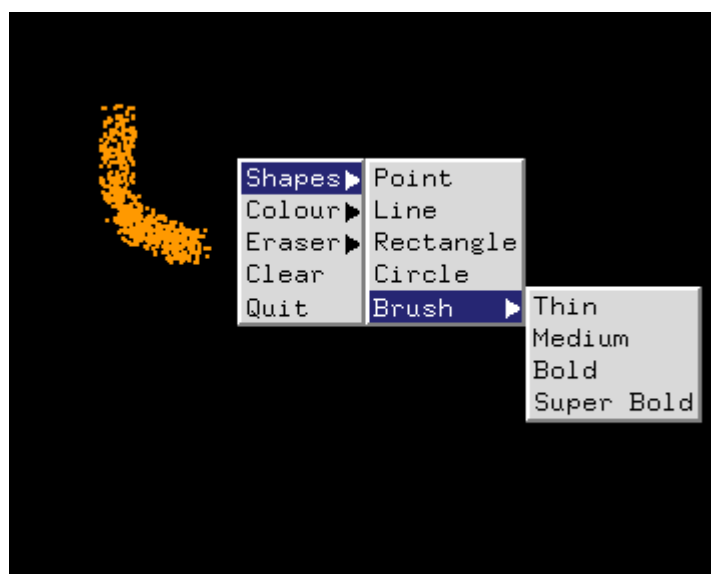 Shapes
Colour
Eraser
Clear
Quit
Point
Line
Rectangle
Circle
Brush
Thin
Medium
Bold
Super Bold